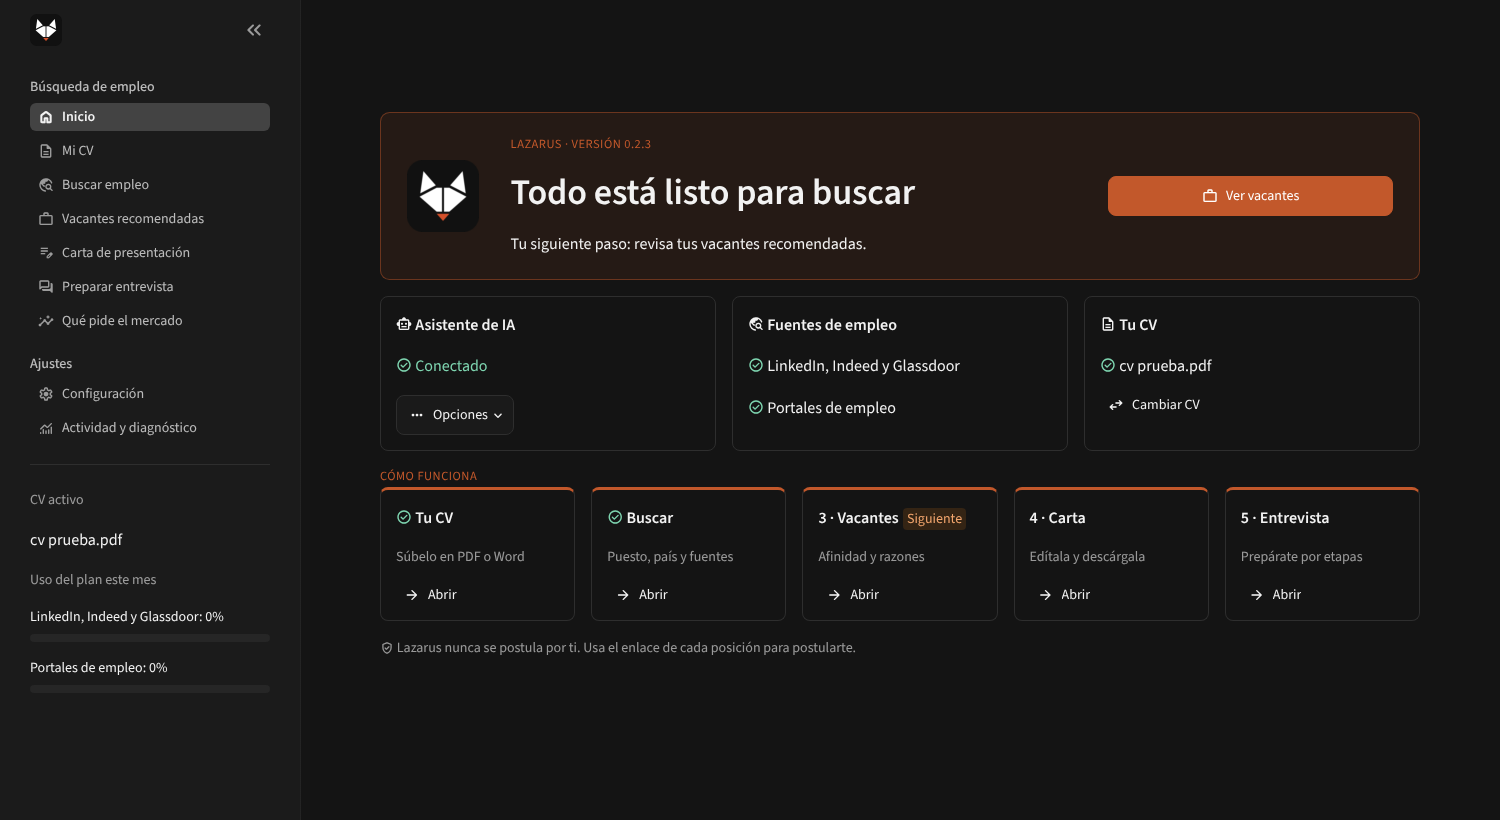 Búsqueda de empleo
Inicio
Mi CV
Buscar empleo
Vacantes recomendadas
Carta de presentación
Preparar entrevista
Qué pide el mercado
Ajustes
Configuración
Actividad y diagnóstico
CV activo
cv prueba.pdf
Uso del plan este mes
LinkedIn, Indeed y Glassdoor: 0%
Portales de empleo: 0%
LAZARUS · VERSIÓN 0.2.3
Todo está listo para buscar
Tu siguiente paso: revisa tus vacantes recomendadas.
Ver vacantes
Asistente de IA
Conectado
Opciones
Fuentes de empleo
LinkedIn, Indeed y Glassdoor
Portales de empleo
Tu CV
cv prueba.pdf
Cambiar CV
CÓMO FUNCIONA
Tu CV
Súbelo en PDF o Word
Abrir
Buscar
Puesto, país y fuentes
Abrir
3 · Vacantes Siguiente
Afinidad y razones
Abrir
4 · Carta
Edítala y descárgala
Abrir
5 · Entrevista
Prepárate por etapas
Abrir
Lazarus nunca se postula por ti. Usa el enlace de cada posición para postularte.